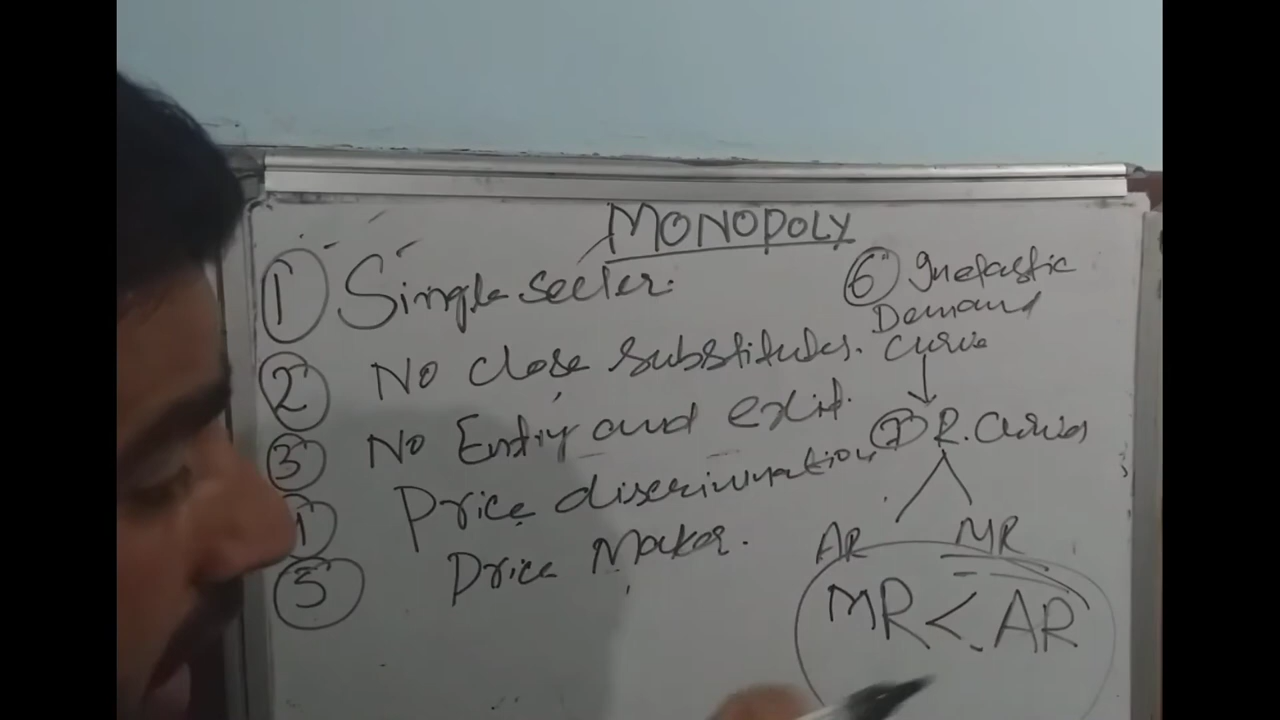 MONOPOLY
① Single seller.
② No close substitutes.
③ No Entry and exit.
④ Price discrimination
⑤ Price Maker.
⑥ Inelastic
Demand
curve
⑦ R. Curves
AR MR
MR < AR